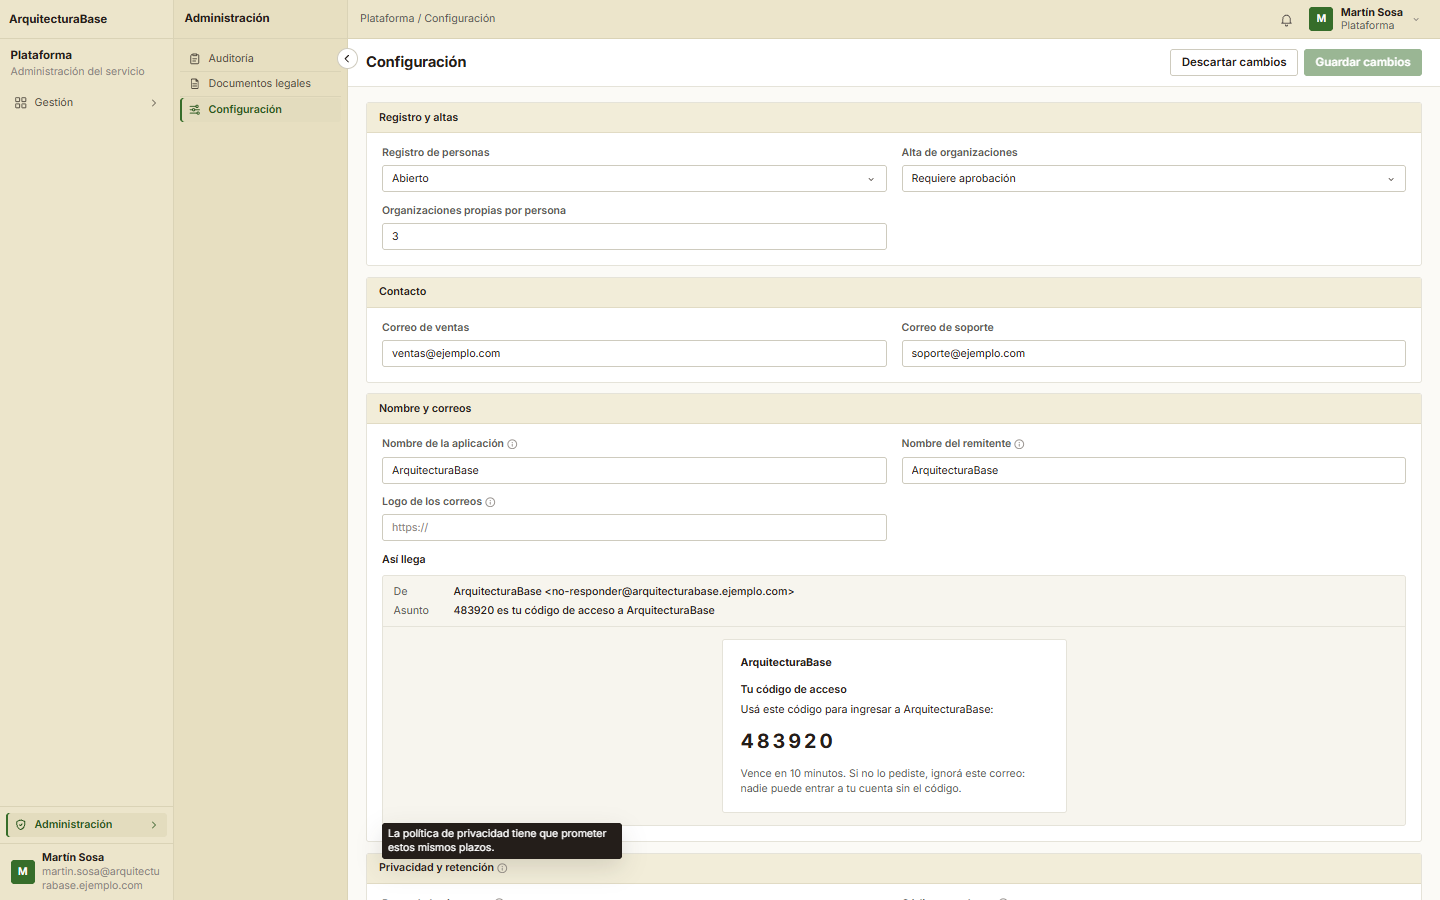 ArquitecturaBase
Plataforma
Administración del servicio
Gestión
Administración
Martín Sosa
martin.sosa@arquitectu
rabase.ejemplo.com
Administración
Auditoria
Documentos legales
Configuración
Plataforma / Configuración
M
Martín Sosa
Plataforma
Configuración
Descartar cambios
Guardar cambios
Registro y altas
Registro de personas
Abierto
Alta de organizaciones
Requiere aprobación
Organizaciones propias por persona
3
Contacto
Correo de ventas
ventas@ejemplo.com
Correo de soporte
soporte@ejemplo.com
Nombre y correos
Nombre de la aplicación
ArquitecturaBase
Nombre del remitente
ArquitecturaBase
Logo de los correos
https://
Así llega
De ArquitecturaBase <no-responder@arquitecturabase.ejemplo.com>
Asunto 483920 es tu código de acceso a ArquitecturaBase
ArquitecturaBase
Tu código de acceso
Usá este código para ingresar a ArquitecturaBase:
483920
Vence en 10 minutos. Si no lo pediste, ignorá este correo:
nadie puede entrar a tu cuenta sin el código.
La política de privacidad tiene que prometer
estos mismos plazos.
Privacidad y retención
M